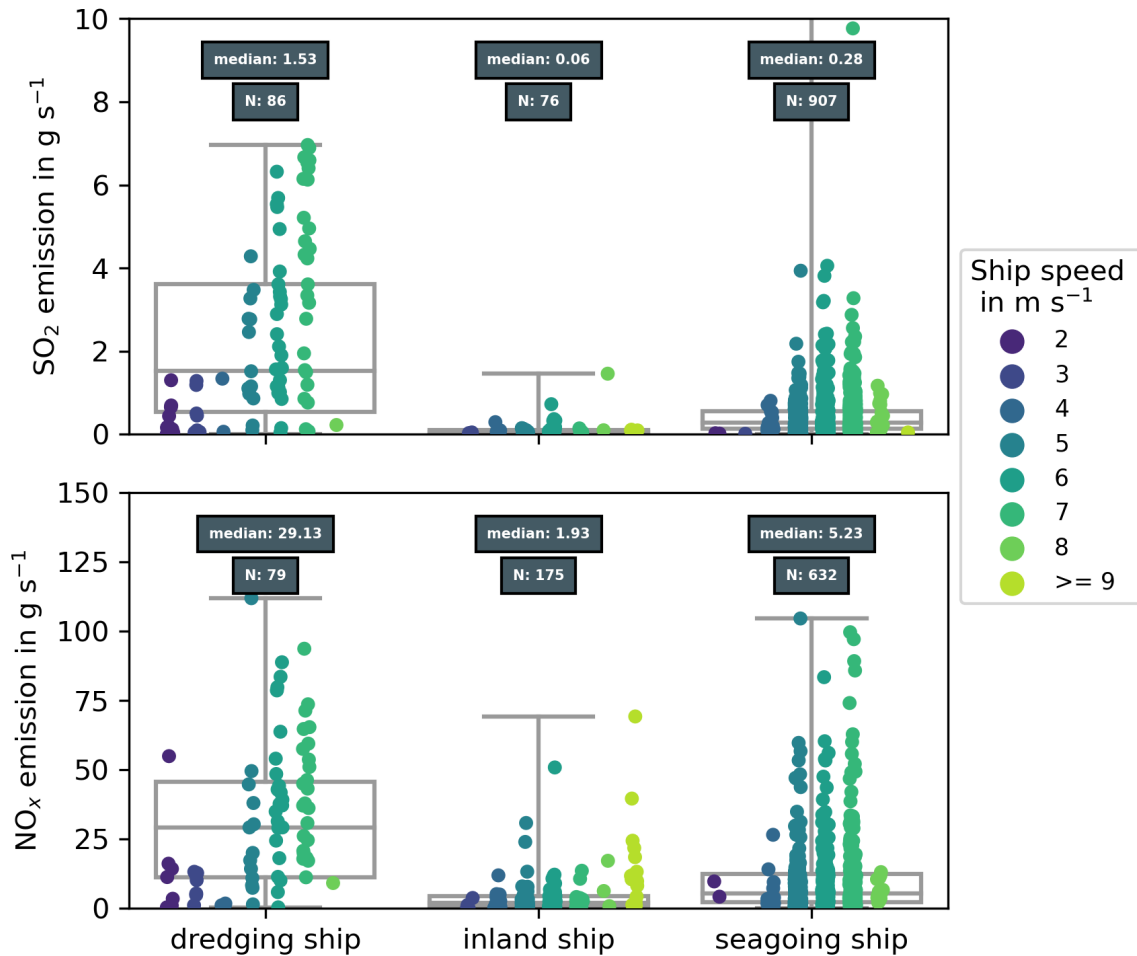 SO₂ emission in g s⁻¹
10
8
6
4
2
0
median: 1.53
N: 86
median: 0.06
N: 76
median: 0.28
N: 907
NOₓ emission in g s⁻¹
150
125
100
75
50
25
0
median: 29.13
N: 79
median: 1.93
N: 175
median: 5.23
N: 632
dredging ship
inland ship
seagoing ship
Ship speed
in m s⁻¹
2
3
4
5
6
7
8
>= 9